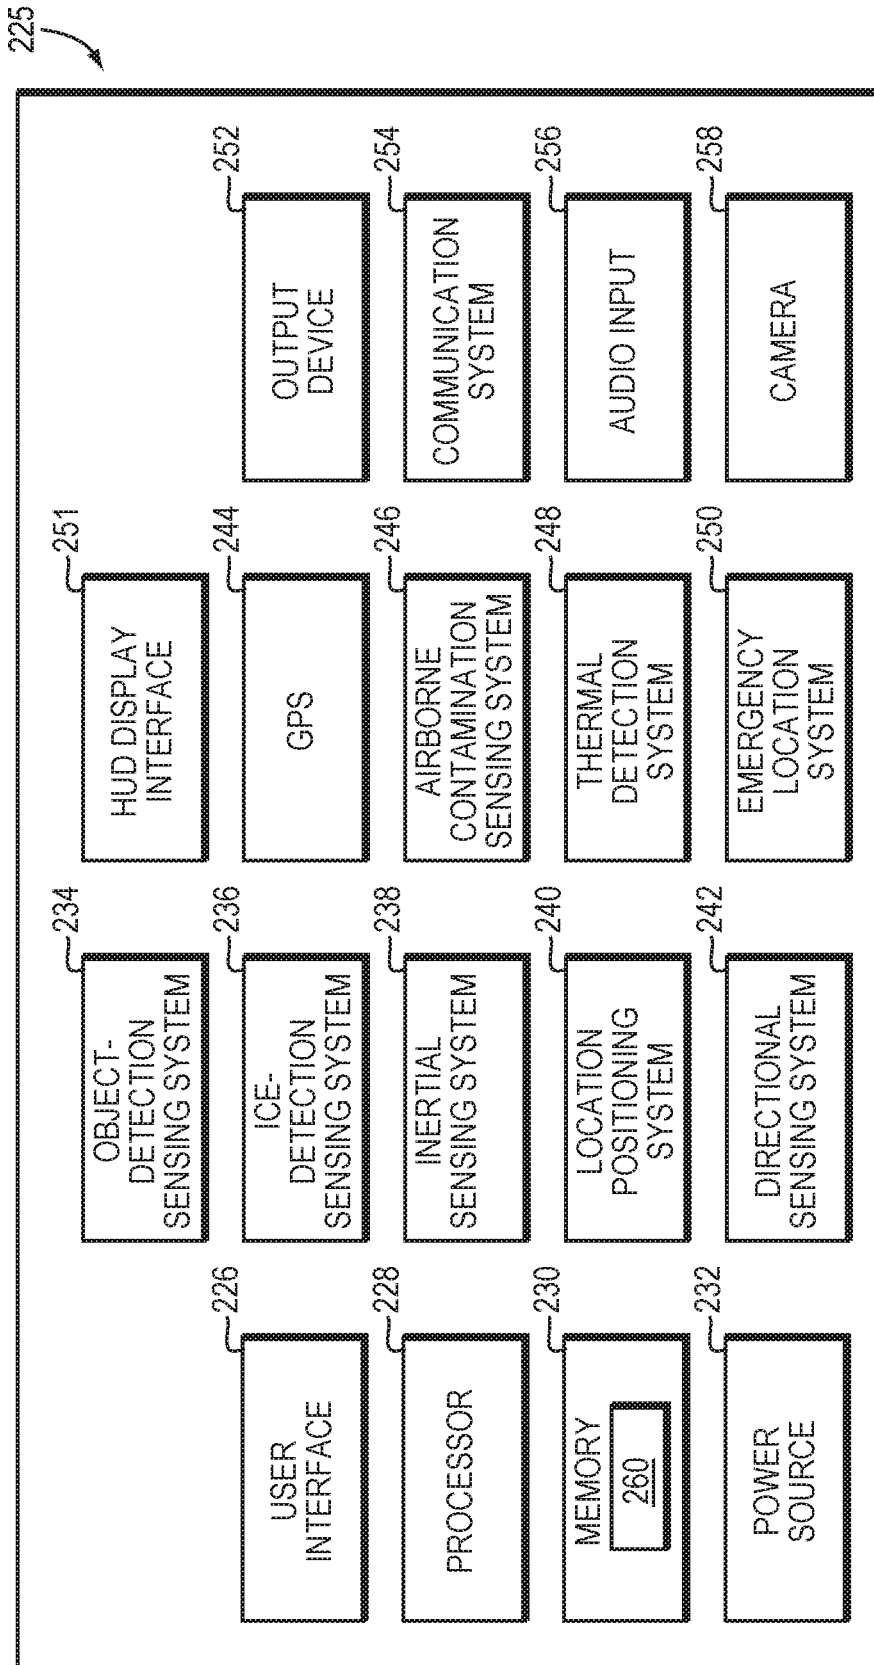 225
226
USER
INTERFACE
228
PROCESSOR
230
MEMORY
260
232
POWER
SOURCE
234
OBJECT-
DETECTION
SENSING SYSTEM
236
ICE-
DETECTION
SENSING SYSTEM
238
INERTIAL
SENSING SYSTEM
240
LOCATION
POSITIONING
SYSTEM
242
DIRECTIONAL
SENSING SYSTEM
251
HUD DISPLAY
INTERFACE
244
GPS
246
AIRBORNE
CONTAMINATION
SENSING SYSTEM
248
THERMAL
DETECTION
SYSTEM
250
EMERGENCY
LOCATION
SYSTEM
252
OUTPUT
DEVICE
254
COMMUNICATION
SYSTEM
256
AUDIO INPUT
258
CAMERA